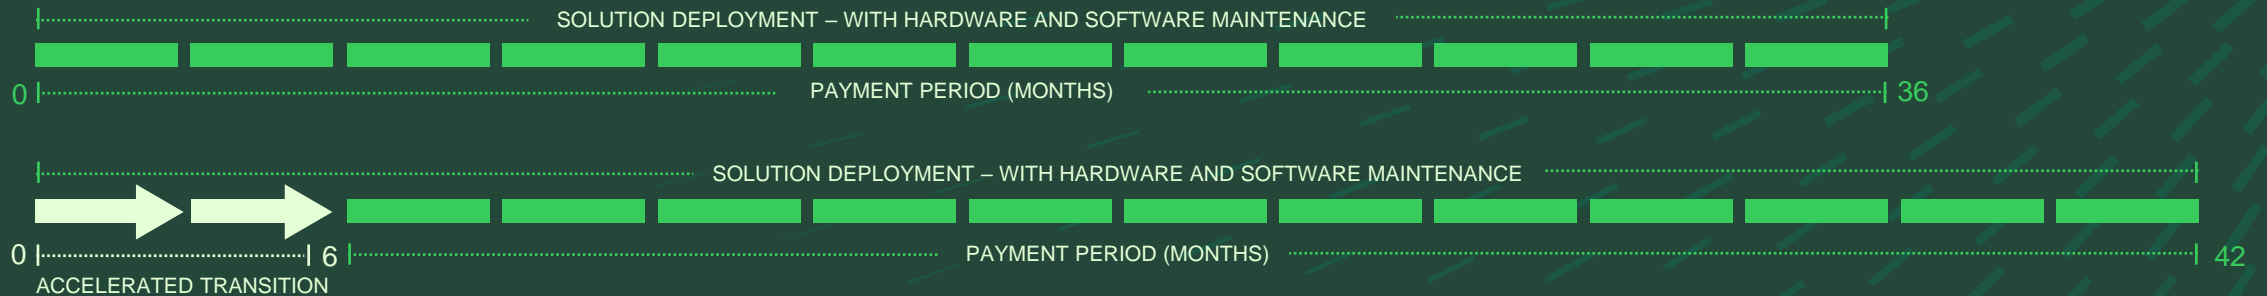 SOLUTION DEPLOYMENT – WITH HARDWARE AND SOFTWARE MAINTENANCE
0 PAYMENT PERIOD (MONTHS) 36
SOLUTION DEPLOYMENT – WITH HARDWARE AND SOFTWARE MAINTENANCE
0 6 PAYMENT PERIOD (MONTHS) 42
ACCELERATED TRANSITION